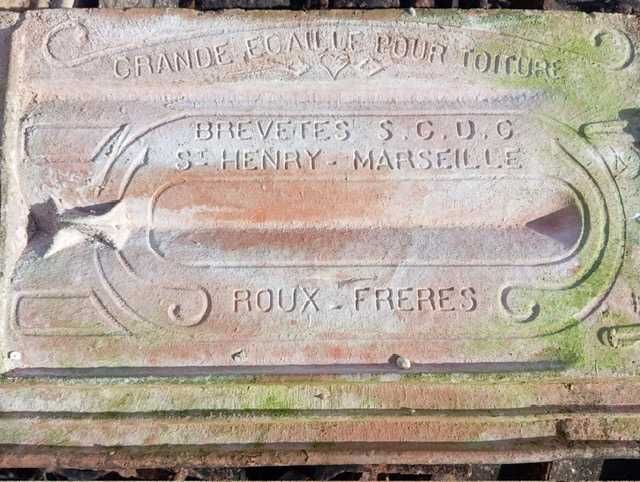 GRANDE ECAILLE POUR TOITURE
BREVETES S.G.D.G
ST HENRY - MARSEILLE
ROUX - FRERES